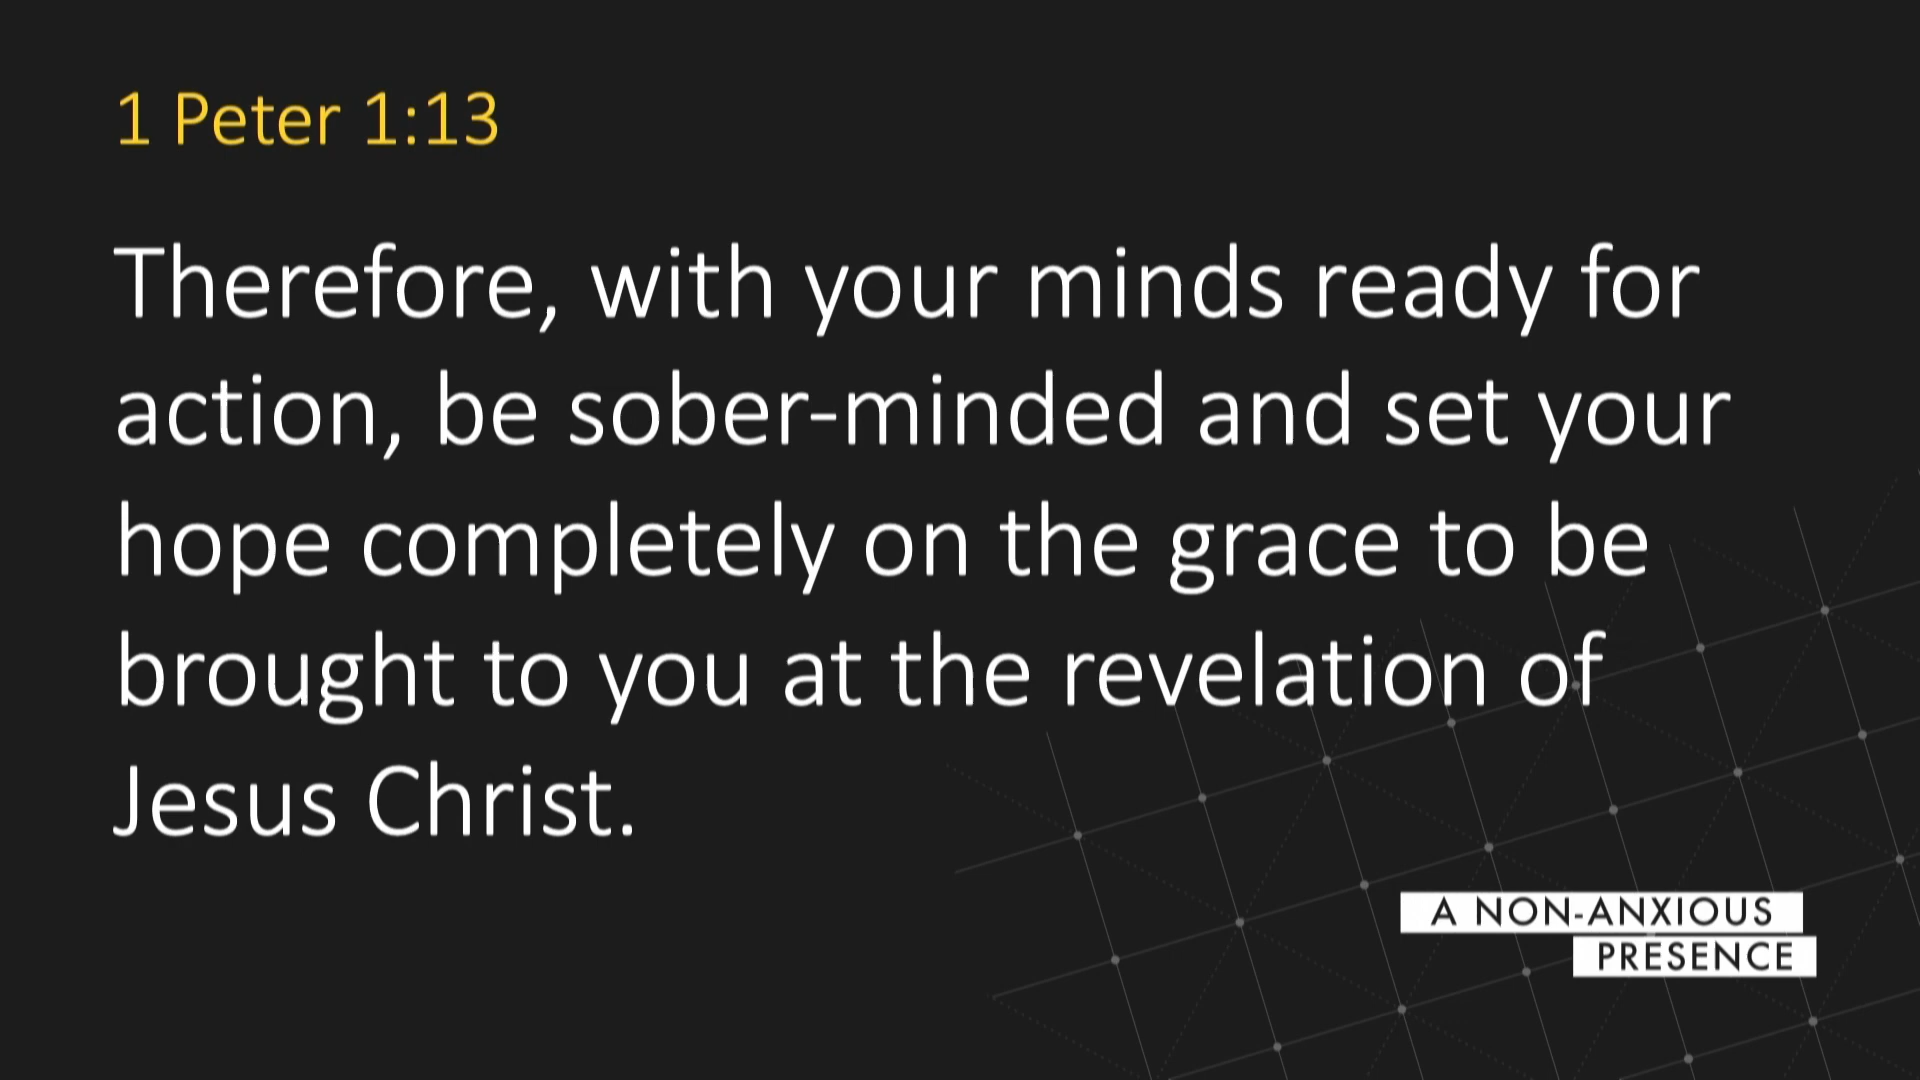 1 Peter 1:13
Therefore, with your minds ready for
action, be sober-minded and set your
hope completely on the grace to be
brought to you at the revelation of
Jesus Christ.
A NON-ANXIOUS
PRESENCE